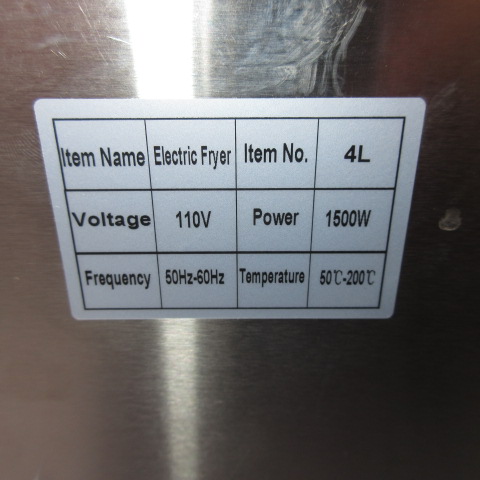 Item Name Electric Fryer Item No. 4L
Voltage 110V Power 1500W
Frequency 50Hz-60Hz Temperature 50℃-200℃